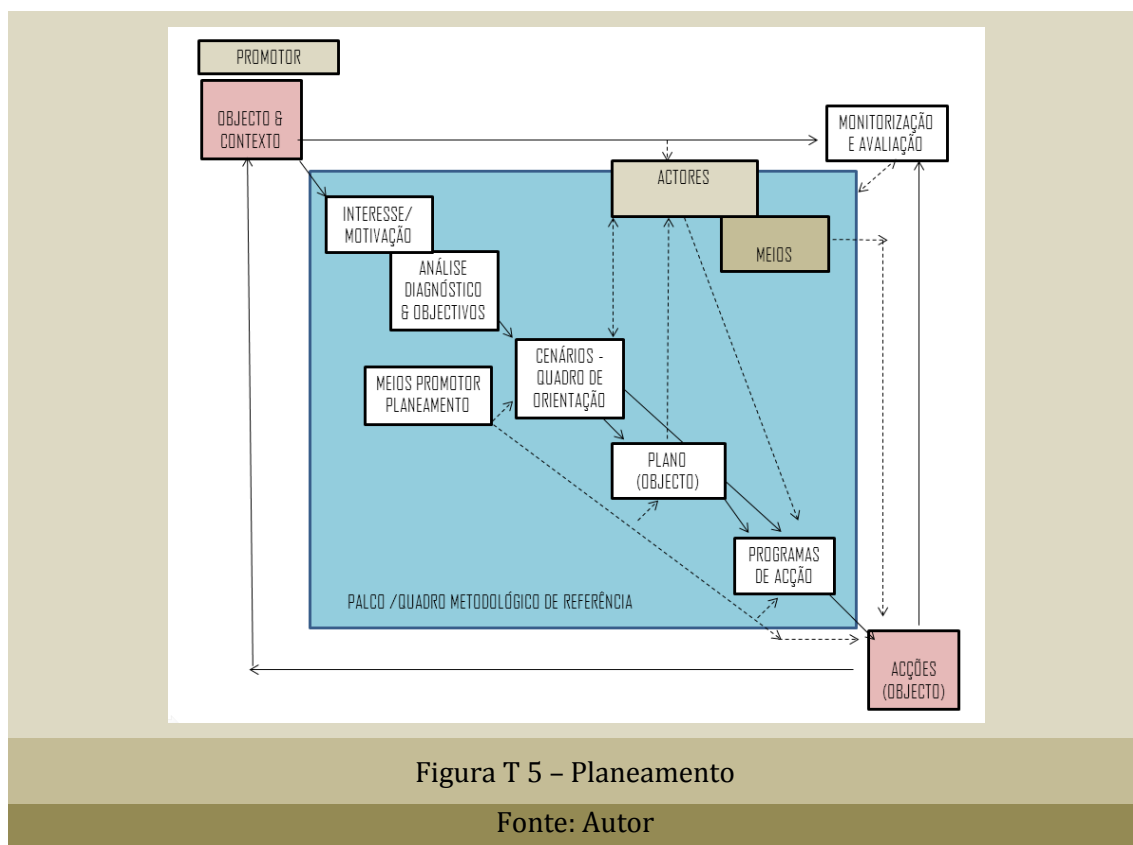 PROMOTOR
OBJECTO &
CONTEXTO
MONITORIZAÇÃO
E AVALIAÇÃO
ACTORES
INTERESSE/
MOTIVAÇÃO
MEIOS
ANÁLISE
DIAGNÓSTICO
& OBJECTIVOS
CENÁRIOS -
QUADRO DE
ORIENTAÇÃO
MEIOS PROMOTOR
PLANEAMENTO
PLANO
(OBJECTO)
PROGRAMAS
DE ACÇÃO
PALCO /QUADRO METODOLÓGICO DE REFERÊNCIA
ACÇÕES
(OBJECTO)
Figura T 5 – Planeamento
Fonte: Autor